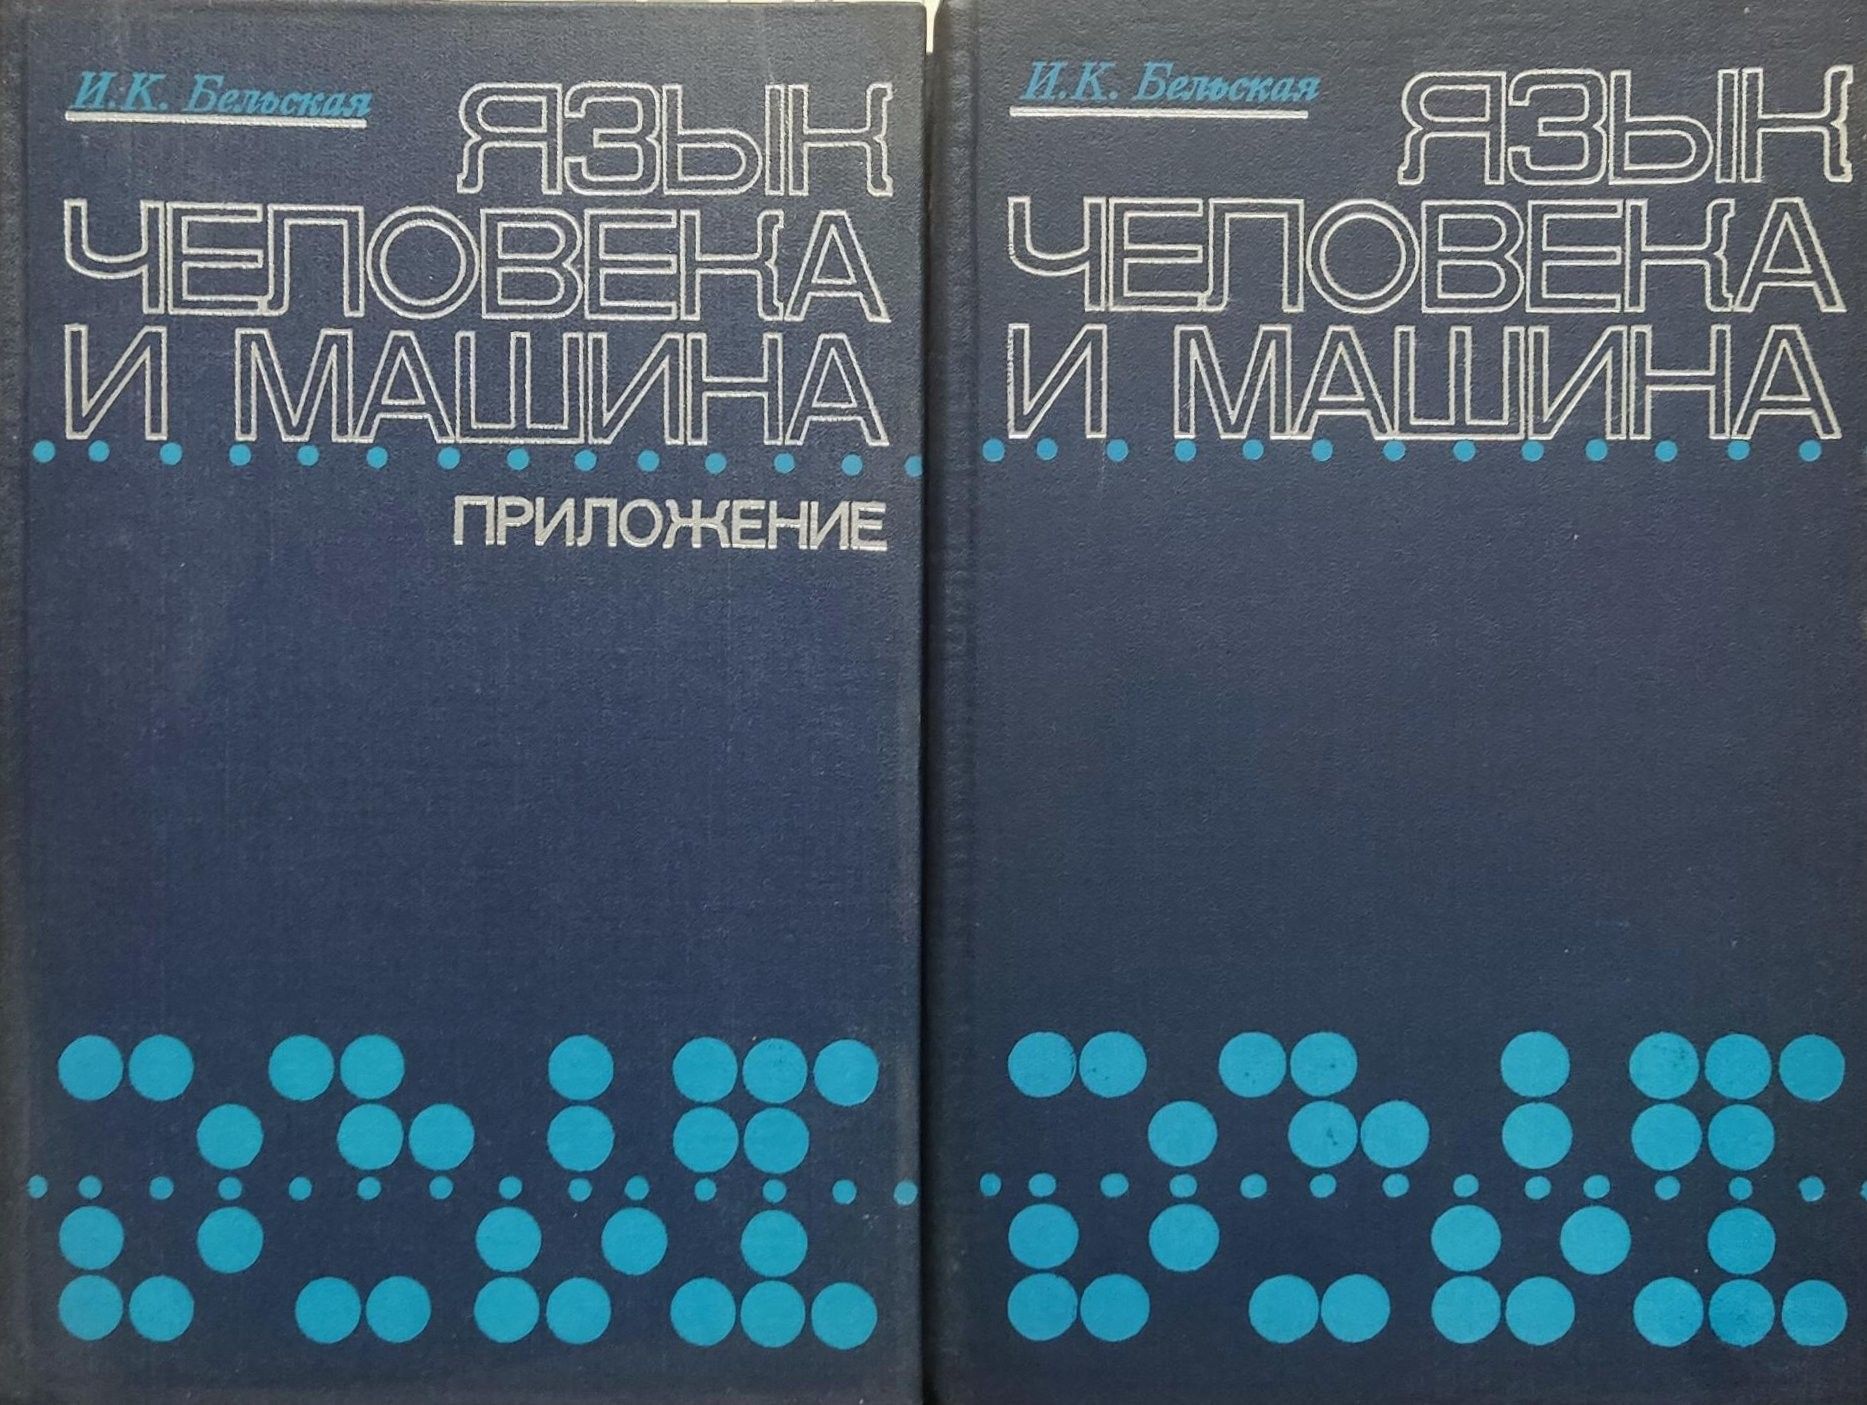 И.К. Бельская
ЯЗЫК
ЧЕЛОВЕКА
И МАШИНА
ПРИЛОЖЕНИЕ
И.К. Бельская
ЯЗЫК
ЧЕЛОВЕКА
И МАШИНА